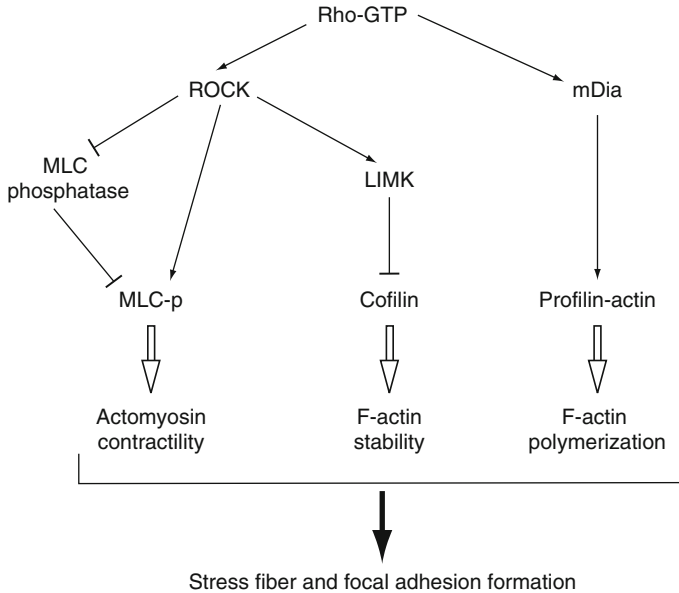 Rho-GTP
ROCK
mDia
MLC
phosphatase
LIMK
MLC-p
Cofilin
Profilin-actin
Actomyosin
contractility
F-actin
stability
F-actin
polymerization
Stress fiber and focal adhesion formation